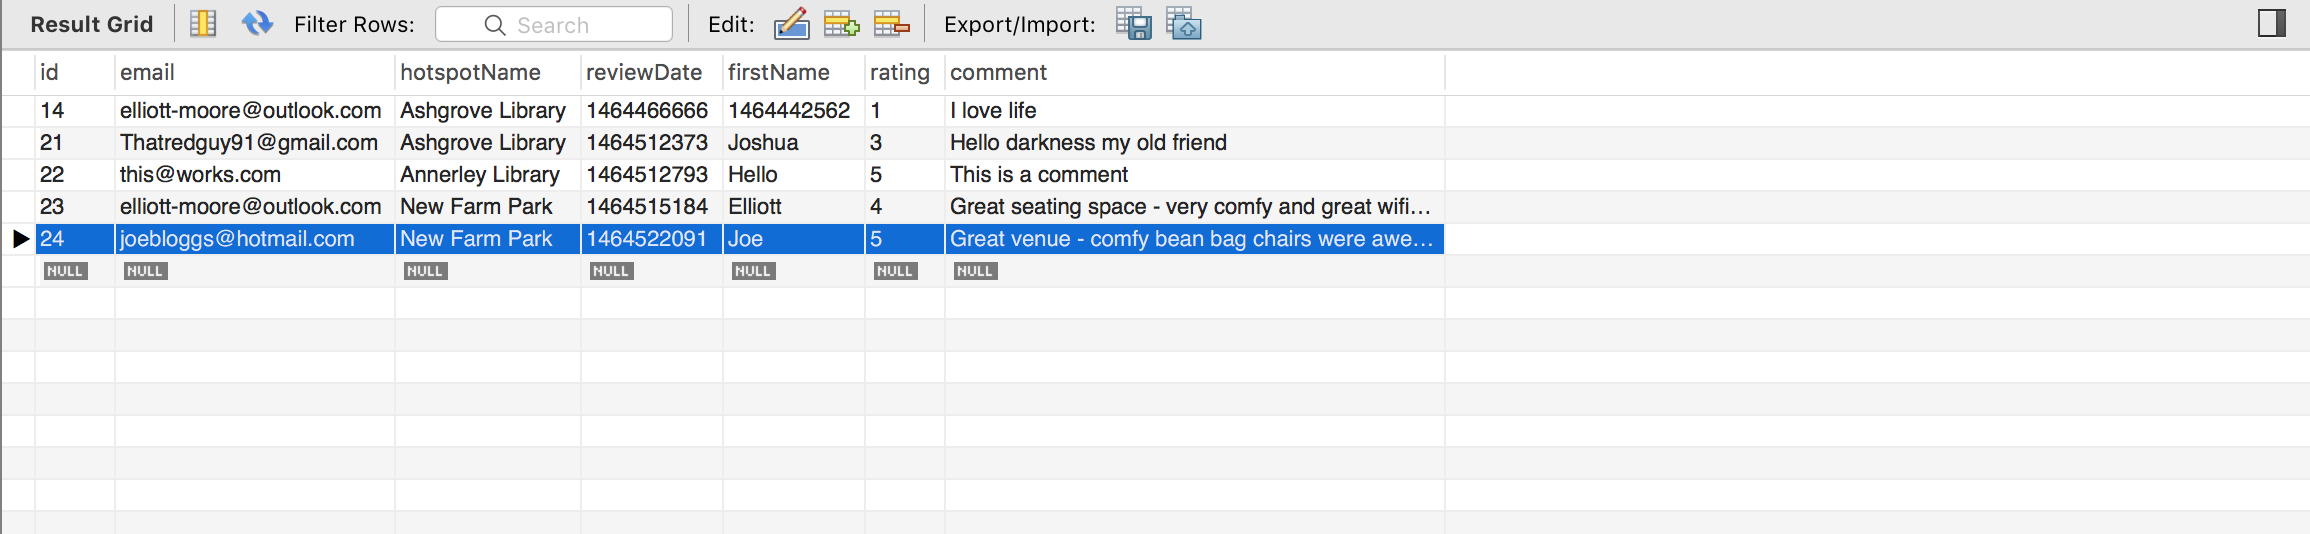 Result Grid Filter Rows: Search Edit: Export/Import:
id email hotspotName reviewDate firstName rating comment
14 elliott-moore@outlook.com Ashgrove Library 1464466666 1464442562 1 I love life
21 Thatredguy91@gmail.com Ashgrove Library 1464512373 Joshua 3 Hello darkness my old friend
22 this@works.com Annerley Library 1464512793 Hello 5 This is a comment
23 elliott-moore@outlook.com New Farm Park 1464515184 Elliott 4 Great seating space - very comfy and great wifi...
24 joebloggs@hotmail.com New Farm Park 1464522091 Joe 5 Great venue - comfy bean bag chairs were awe...
NULL NULL NULL NULL NULL NULL NULL